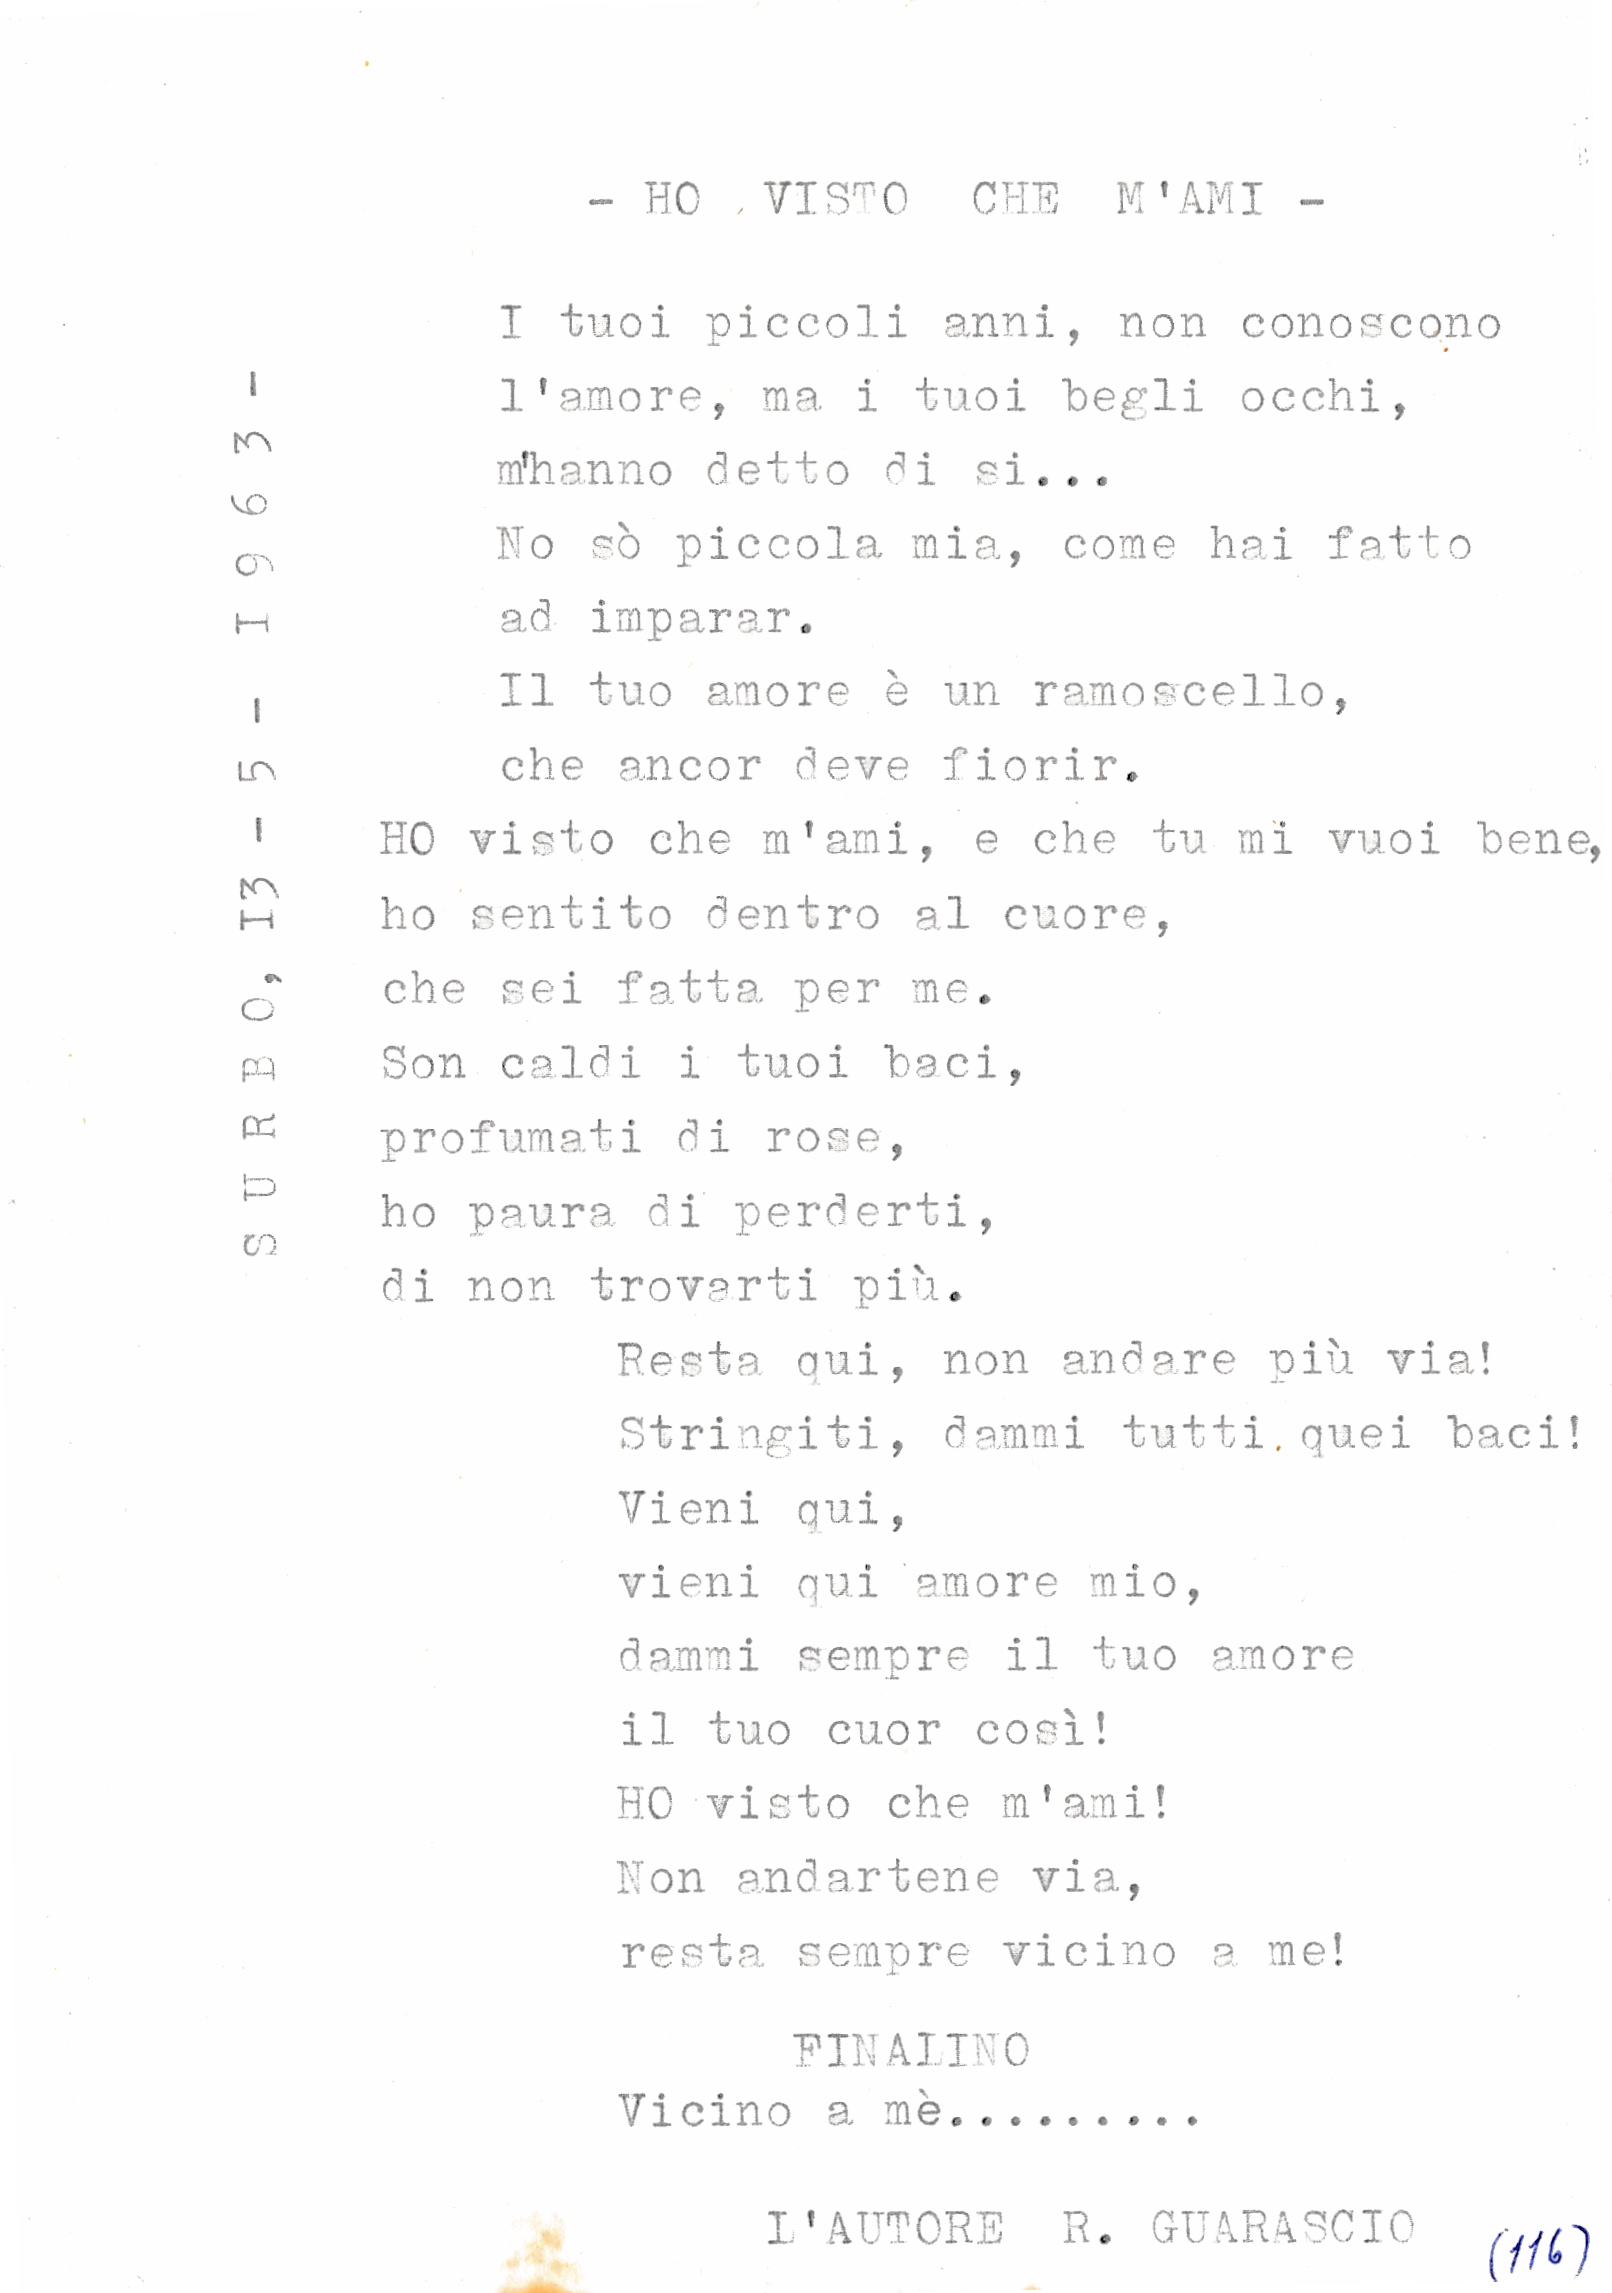 - HO VISTO CHE M'AMI -
I tuoi piccoli anni, non conoscono
l'amore, ma i tuoi begli occhi,
m'hanno detto di si...
No sò piccola mia, come hai fatto
ad imparar.
Il tuo amore è un ramoscello,
che ancor deve fiorir.
HO visto che m'ami, e che tu mi vuoi bene,
ho sentito dentro al cuore,
che sei fatta per me.
Son caldi i tuoi baci,
profumati di rose,
ho paura di perderti,
di non trovarti più.
Resta qui, non andare più via!
Stringiti, dammi tutti quei baci!
Vieni qui,
vieni qui amore mio,
dammi sempre il tuo amore
il tuo cuor così!
HO visto che m'ami!
Non andartene via,
resta sempre vicino a me!
FINALINO
Vicino a mè.........
L'AUTORE R. GUARASCIO
(116)
SURBO, I3 - 5 - I963 -